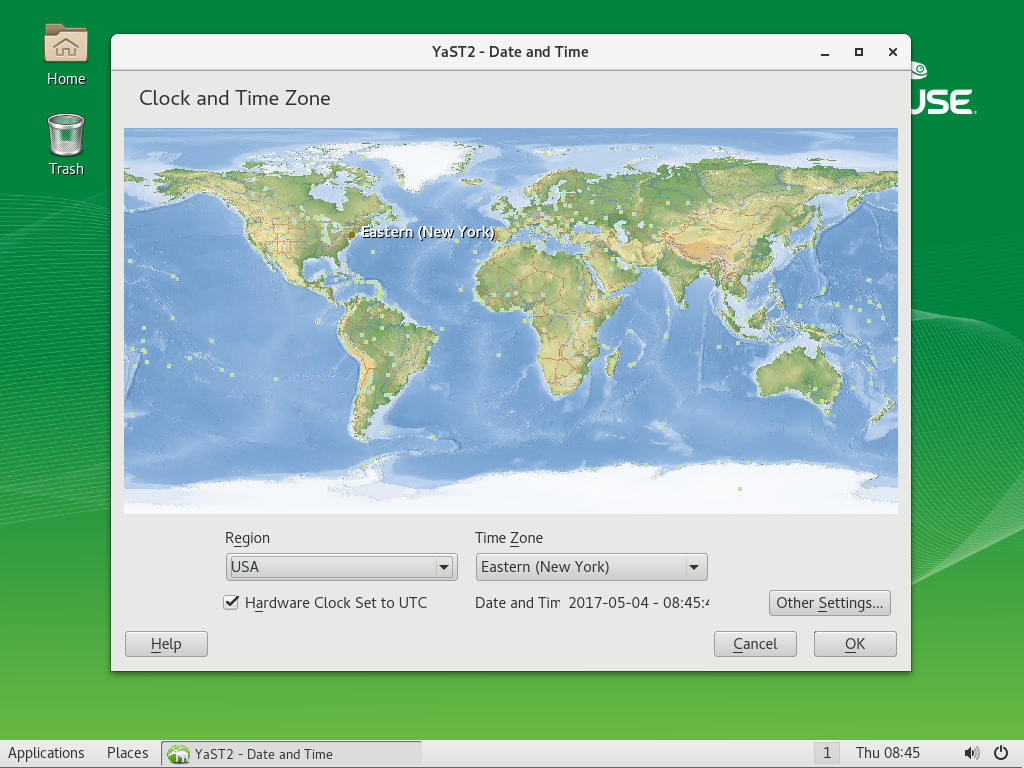 Home
Trash
YaST2 - Date and Time
USE
Clock and Time Zone
Eastern (New York)
Region
Time Zone
USA
Eastern (New York)
Hardware Clock Set to UTC
Date and Tim
2017-05-04 - 08:45:4
Other Settings...
Help
Cancel
OK
Applications
Places
YaST2 - Date and Time
1
Thu 08:45